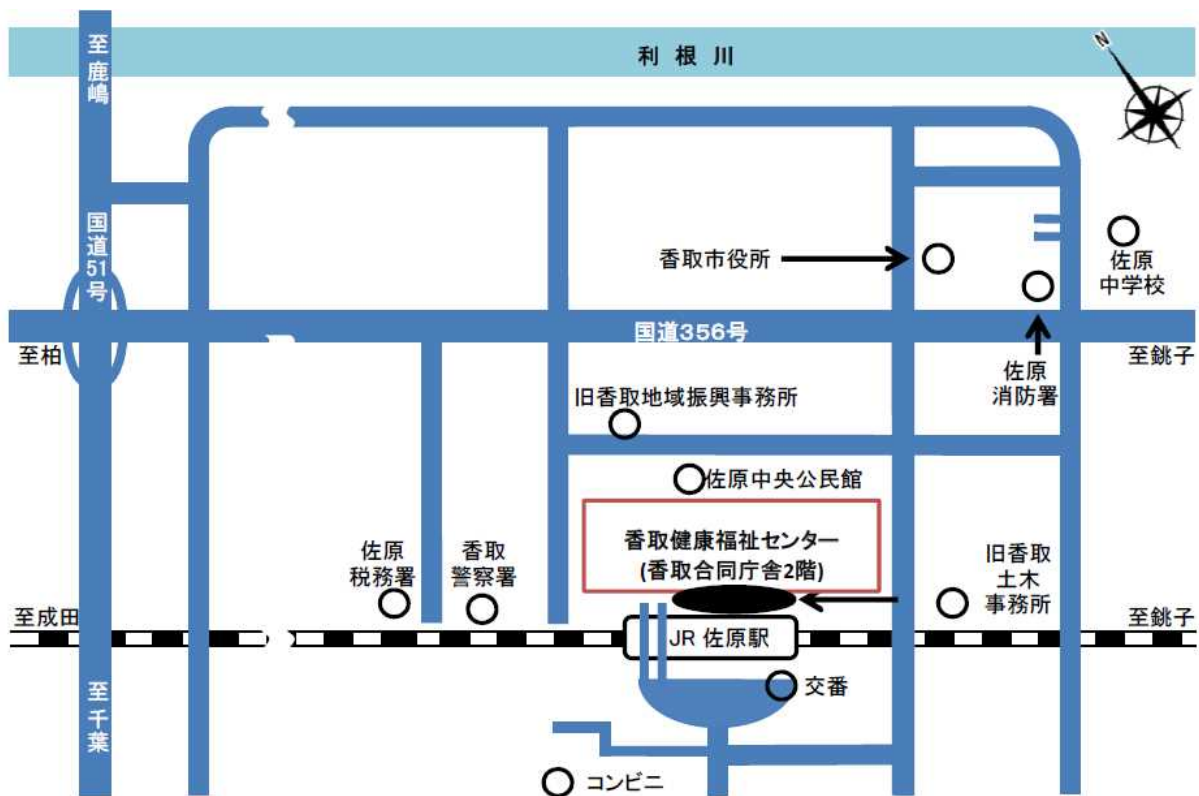 至鹿嶋
利根川
N
国道51号
香取市役所
佐原
中学校
国道356号
至柏
至銚子
佐原
消防署
旧香取地域振興事務所
佐原中央公民館
香取健康福祉センター
(香取合同庁舎2階)
佐原
税務署
香取
警察署
旧香取
土木
事務所
至成田
至銚子
JR 佐原駅
交番
至千葉
コンビニ